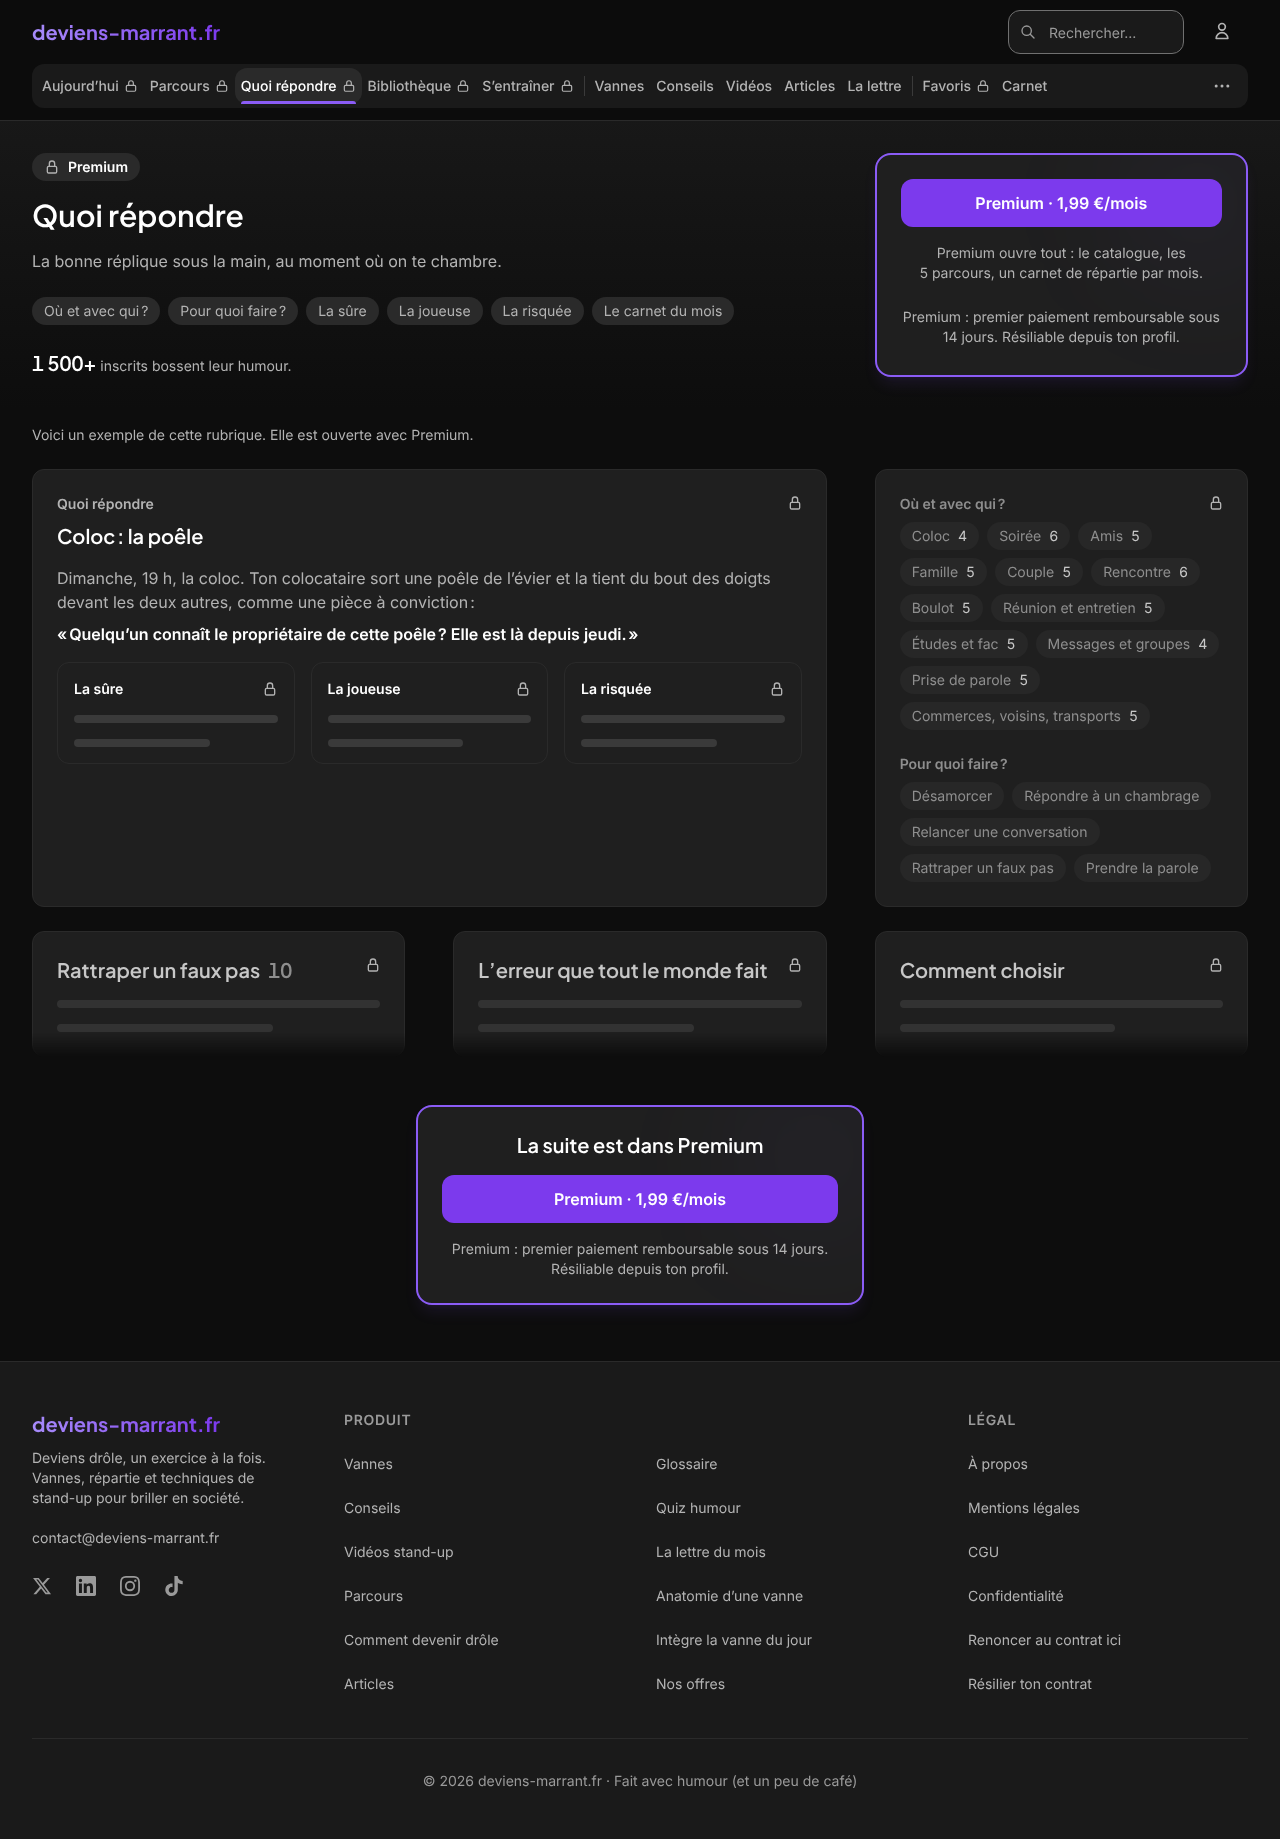 deviens-marrant.fr
Rechercher...
Aujourd’hui Parcours Quoi répondre Bibliothèque S’entraîner Vannes Conseils Vidéos Articles La lettre Favoris Carnet
Premium
Quoi répondre
La bonne réplique sous la main, au moment où on te chambre.
Où et avec qui ? Pour quoi faire ? La sûre La joueuse La risquée Le carnet du mois
1 500+ inscrits bossent leur humour.
Premium · 1,99 €/mois
Premium ouvre tout : le catalogue, les
5 parcours, un carnet de répartie par mois.
Premium : premier paiement remboursable sous
14 jours. Résiliable depuis ton profil.
Voici un exemple de cette rubrique. Elle est ouverte avec Premium.
Quoi répondre
Coloc : la poêle
Dimanche, 19 h, la coloc. Ton colocataire sort une poêle de l’évier et la tient du bout des doigts
devant les deux autres, comme une pièce à conviction :
« Quelqu’un connaît le propriétaire de cette poêle ? Elle est là depuis jeudi. »
La sûre La joueuse La risquée
Où et avec qui ?
Coloc 4 Soirée 6 Amis 5
Famille 5 Couple 5 Rencontre 6
Boulot 5 Réunion et entretien 5
Études et fac 5 Messages et groupes 4
Prise de parole 5
Commerces, voisins, transports 5
Pour quoi faire ?
Désamorcer Répondre à un chambrage
Relancer une conversation
Rattraper un faux pas Prendre la parole
Rattraper un faux pas 10
L’erreur que tout le monde fait
Comment choisir
La suite est dans Premium
Premium · 1,99 €/mois
Premium : premier paiement remboursable sous 14 jours.
Résiliable depuis ton profil.
deviens-marrant.fr
Deviens drôle, un exercice à la fois.
Vannes, répartie et techniques de
stand-up pour briller en société.
contact@deviens-marrant.fr
PRODUIT
Vannes
Conseils
Vidéos stand-up
Parcours
Comment devenir drôle
Articles
Glossaire
Quiz humour
La lettre du mois
Anatomie d’une vanne
Intègre la vanne du jour
Nos offres
LÉGAL
À propos
Mentions légales
CGU
Confidentialité
Renoncer au contrat ici
Résilier ton contrat
© 2026 deviens-marrant.fr · Fait avec humour (et un peu de café)